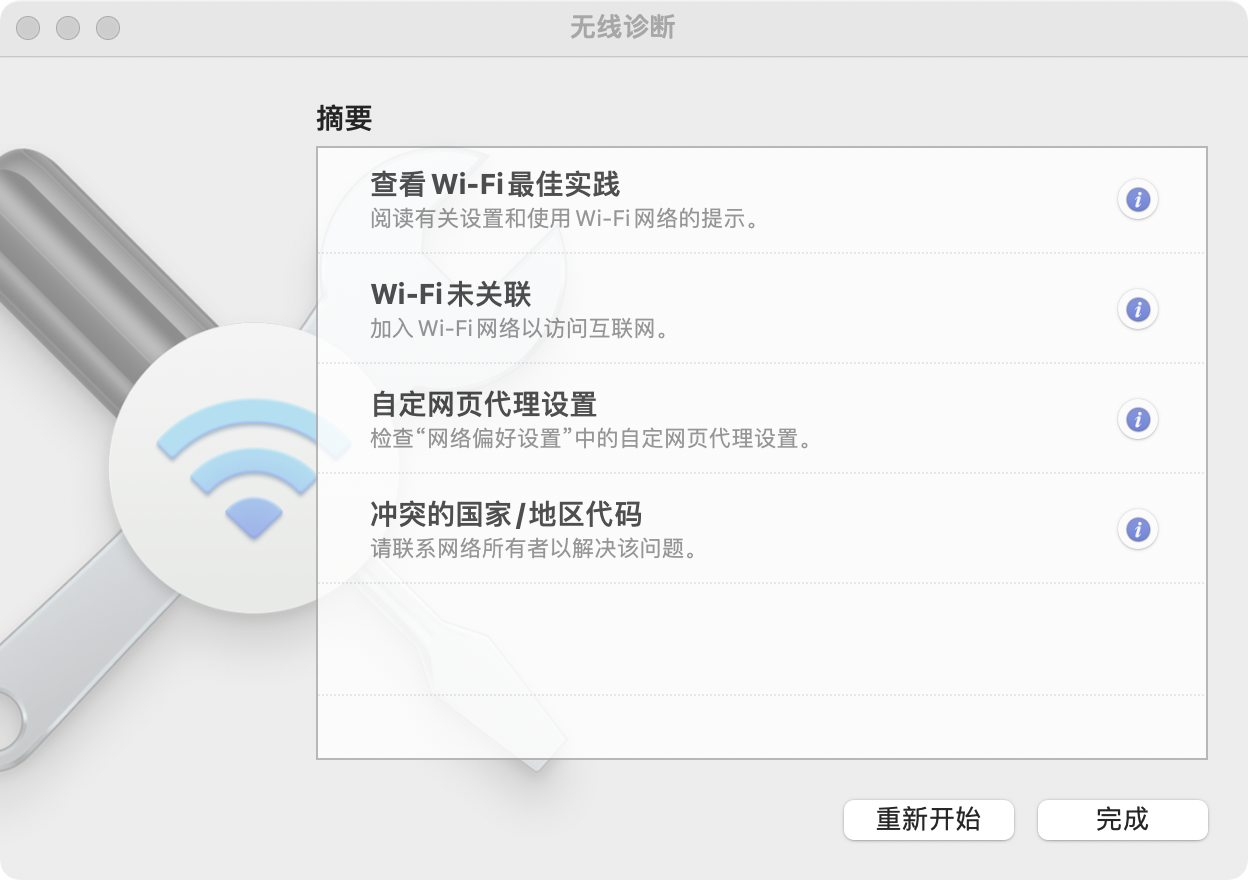 无线诊断
摘要
查看 Wi-Fi 最佳实践
阅读有关设置和使用 Wi-Fi 网络的提示。
Wi-Fi 未关联
加入 Wi-Fi 网络以访问互联网。
自定网页代理设置
检查“网络偏好设置”中的自定网页代理设置。
冲突的国家/地区代码
请联系网络所有者以解决该问题。
重新开始
完成